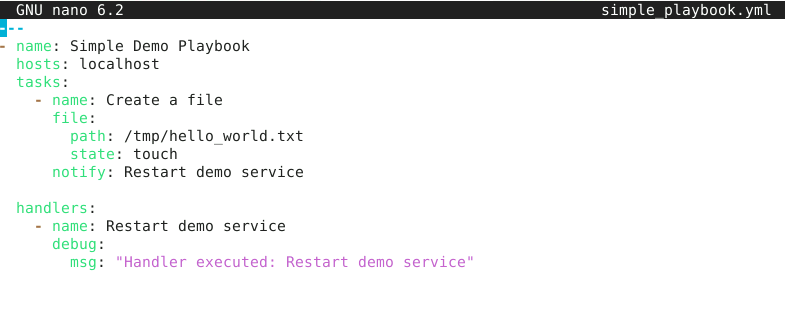 GNU nano 6.2 simple_playbook.yml
---
- name: Simple Demo Playbook
  hosts: localhost
  tasks:
    - name: Create a file
      file:
        path: /tmp/hello_world.txt
        state: touch
      notify: Restart demo service

  handlers:
    - name: Restart demo service
      debug:
        msg: "Handler executed: Restart demo service"